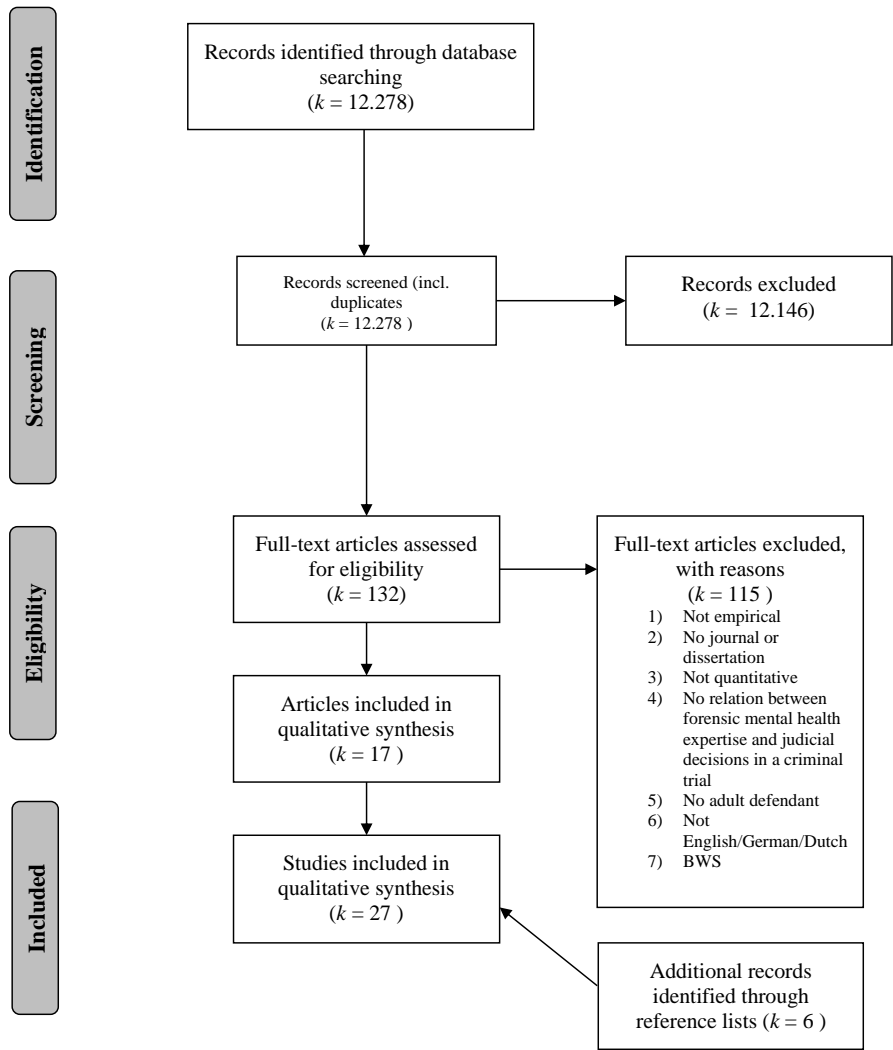 Identification
Records identified through database
searching
(k = 12.278)
Screening
Records screened (incl.
duplicates
(k = 12.278 )
Records excluded
(k = 12.146)
Eligibility
Full-text articles assessed
for eligibility
(k = 132)
Full-text articles excluded,
with reasons
(k = 115 )
1) Not empirical
2) No journal or
dissertation
3) Not quantitative
4) No relation between
forensic mental health
expertise and judicial
decisions in a criminal
trial
5) No adult defendant
6) Not
English/German/Dutch
7) BWS
Articles included in
qualitative synthesis
(k = 17 )
Included
Studies included in
qualitative synthesis
(k = 27 )
Additional records
identified through
reference lists (k = 6 )